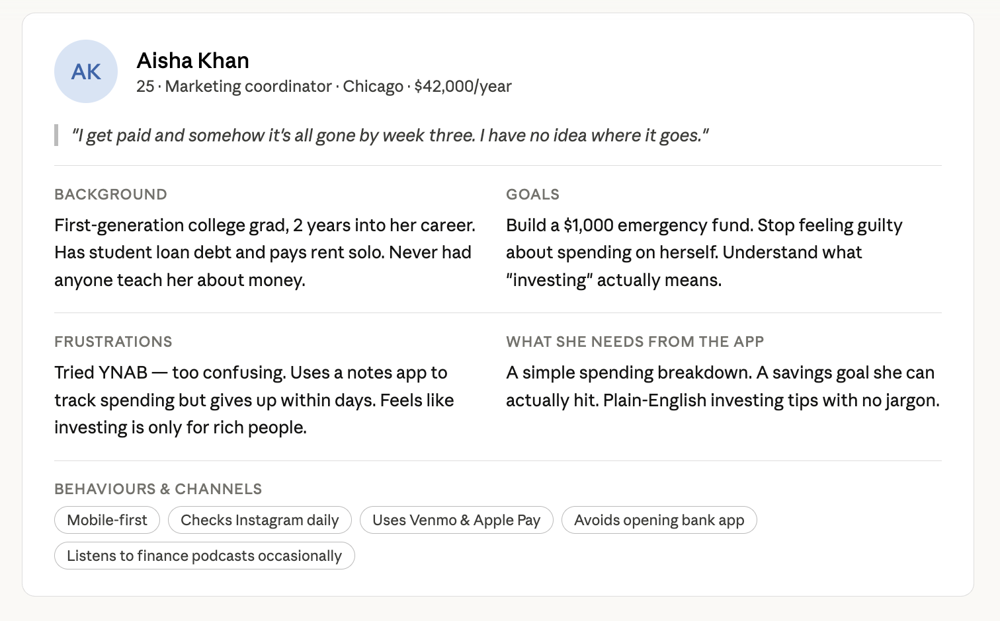 AK
Aisha Khan
25 · Marketing coordinator · Chicago · $42,000/year
"I get paid and somehow it's all gone by week three. I have no idea where it goes."
BACKGROUND
First-generation college grad, 2 years into her career.
Has student loan debt and pays rent solo. Never had
anyone teach her about money.
GOALS
Build a $1,000 emergency fund. Stop feeling guilty
about spending on herself. Understand what
"investing" actually means.
FRUSTRATIONS
Tried YNAB — too confusing. Uses a notes app to
track spending but gives up within days. Feels like
investing is only for rich people.
WHAT SHE NEEDS FROM THE APP
A simple spending breakdown. A savings goal she can
actually hit. Plain-English investing tips with no jargon.
BEHAVIOURS & CHANNELS
Mobile-first
Checks Instagram daily
Uses Venmo & Apple Pay
Avoids opening bank app
Listens to finance podcasts occasionally